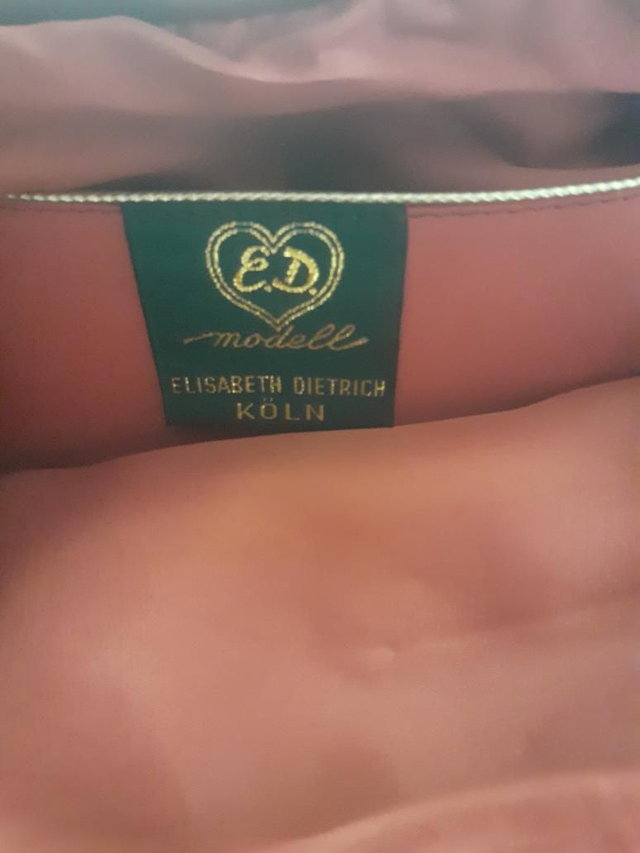 E.D.
modell
ELISABETH DIETRICH
KÖLN